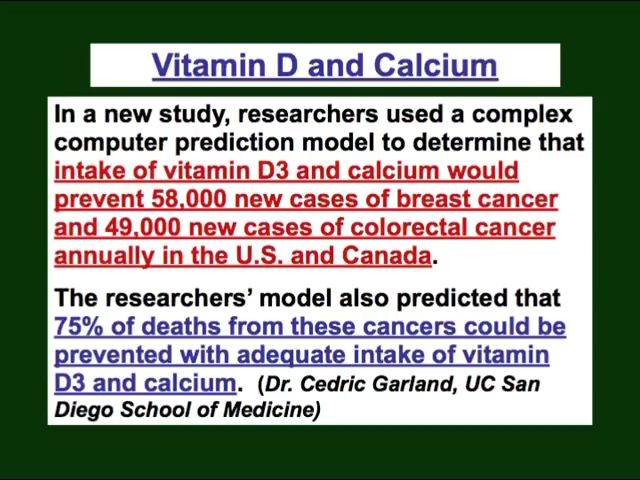 Vitamin D and Calcium
In a new study, researchers used a complex
computer prediction model to determine that
intake of vitamin D3 and calcium would
prevent 58,000 new cases of breast cancer
and 49,000 new cases of colorectal cancer
annually in the U.S. and Canada.
The researchers’ model also predicted that
75% of deaths from these cancers could be
prevented with adequate intake of vitamin
D3 and calcium. (Dr. Cedric Garland, UC San
Diego School of Medicine)